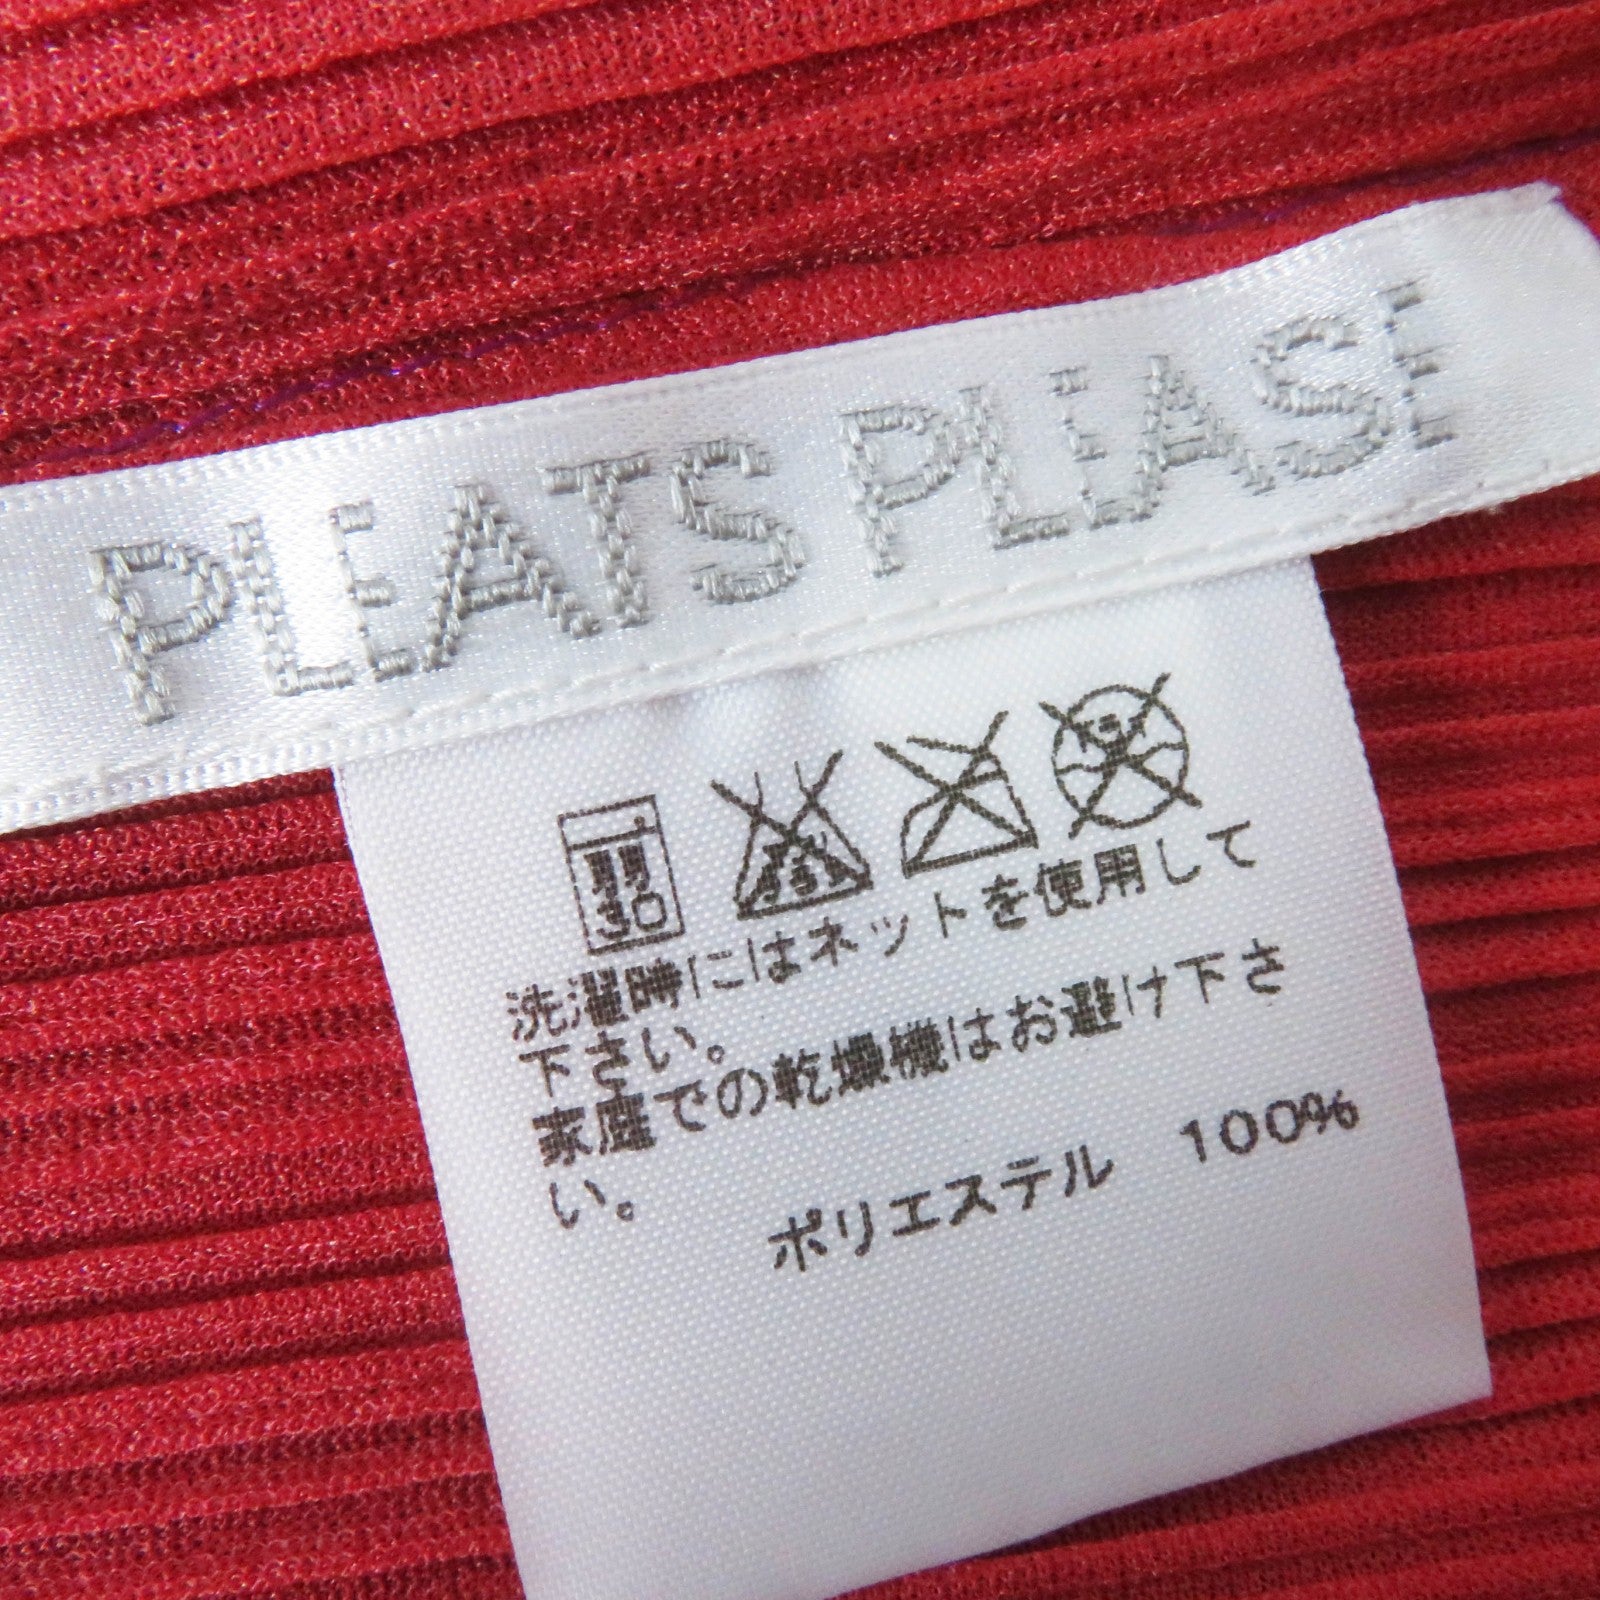 PLEATS PLEASE
弱
30
洗濯時にはネットを使用して
下さい。
家庭での乾燥機はお避け下さ
い。
ポリエステル 100%